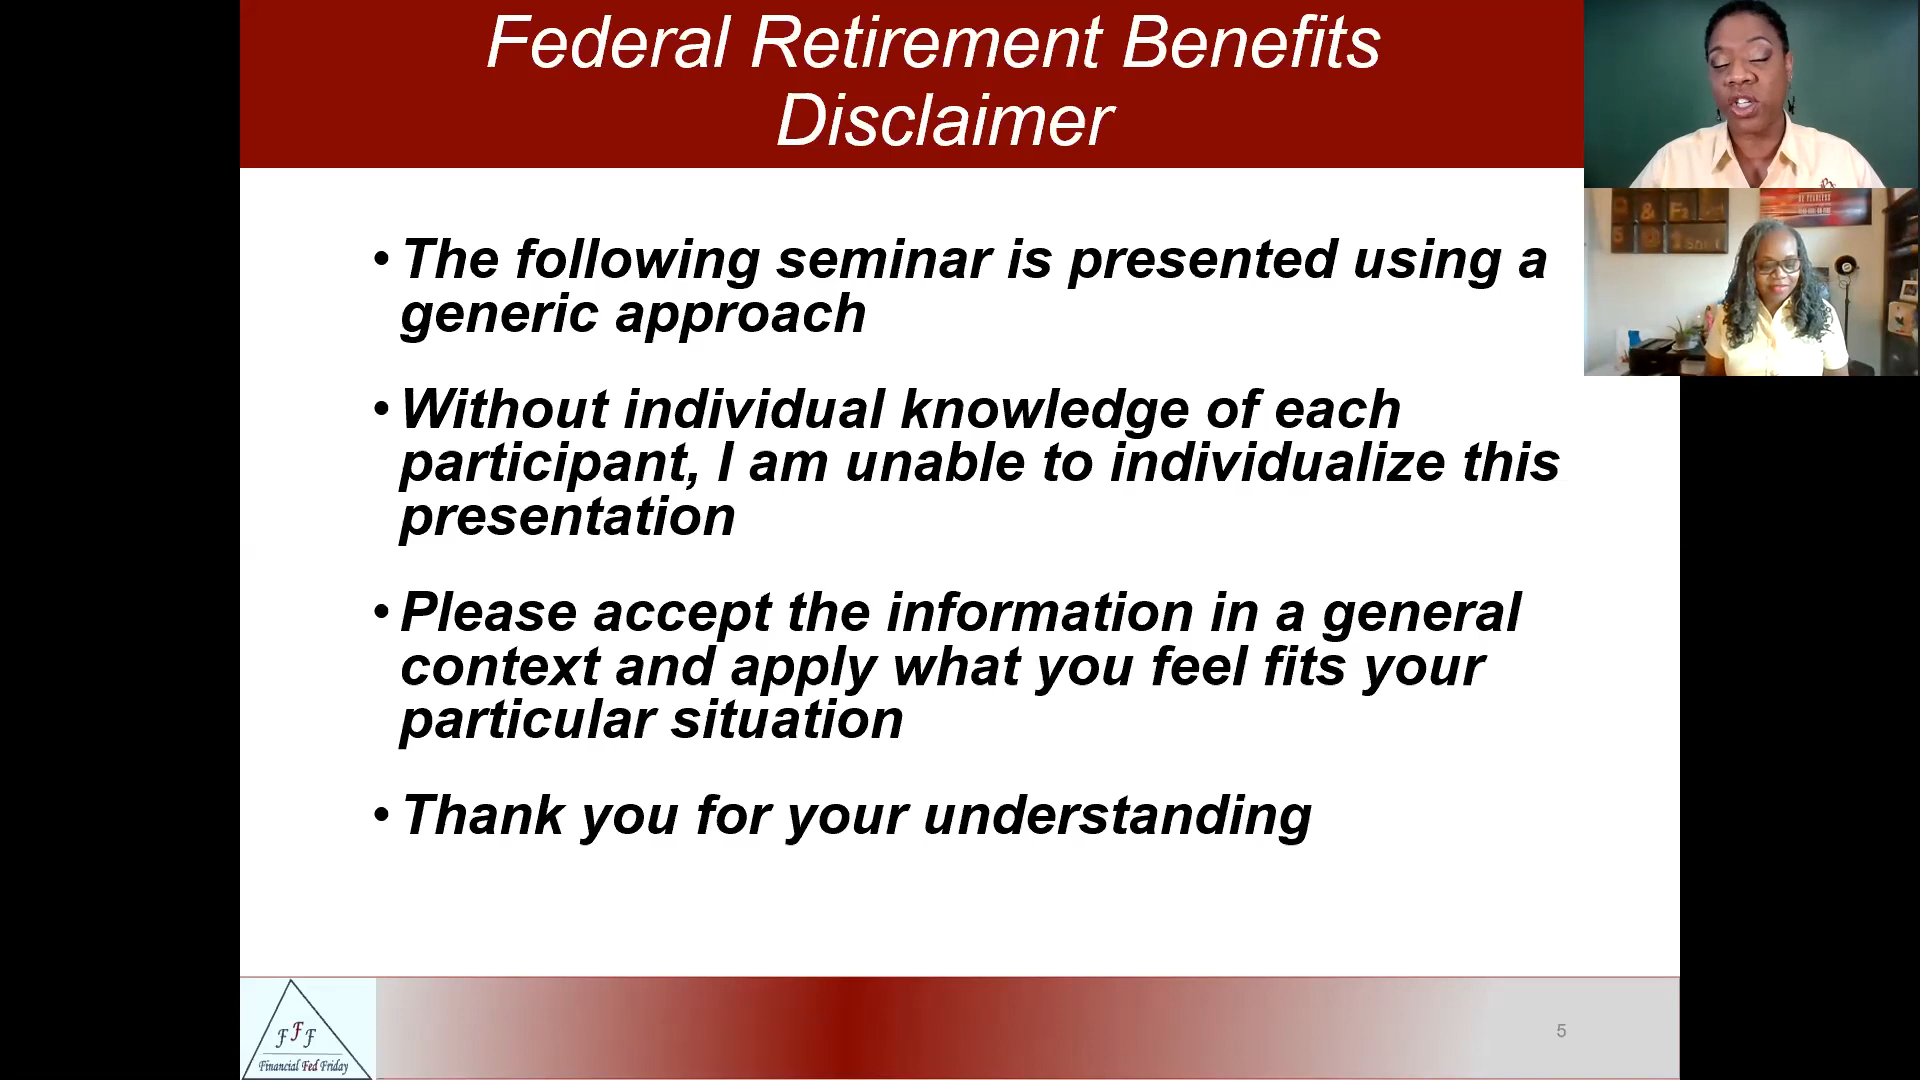 Federal Retirement Benefits
Disclaimer
• The following seminar is presented using a
generic approach
• Without individual knowledge of each
participant, I am unable to individualize this
presentation
• Please accept the information in a general
context and apply what you feel fits your
particular situation
• Thank you for your understanding
F F F
Financial Fed Friday
5